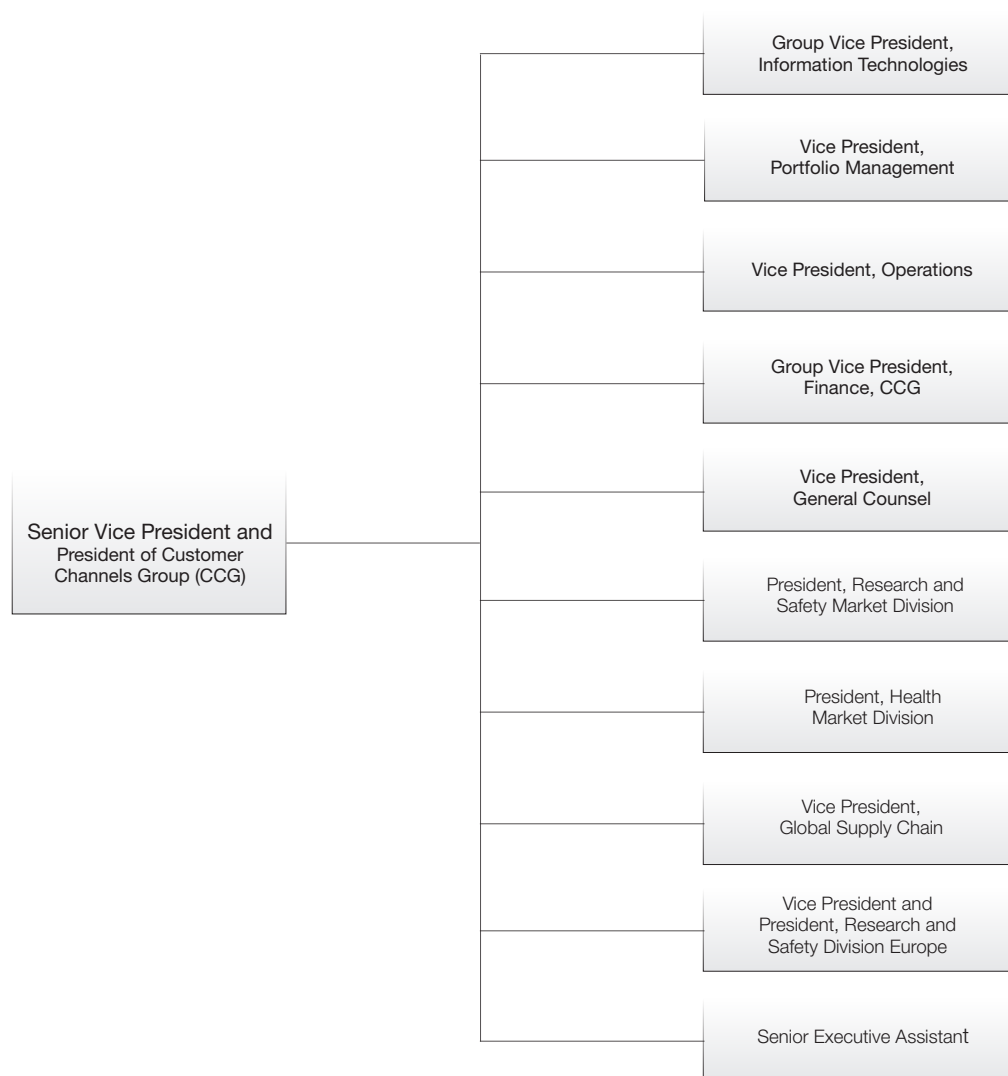 Group Vice President,
Information Technologies
Vice President,
Portfolio Management
Vice President, Operations
Group Vice President,
Finance, CCG
Senior Vice President and
President of Customer
Channels Group (CCG)
Vice President,
General Counsel
President, Research and
Safety Market Division
President, Health
Market Division
Vice President,
Global Supply Chain
Vice President and
President, Research and
Safety Division Europe
Senior Executive Assistant